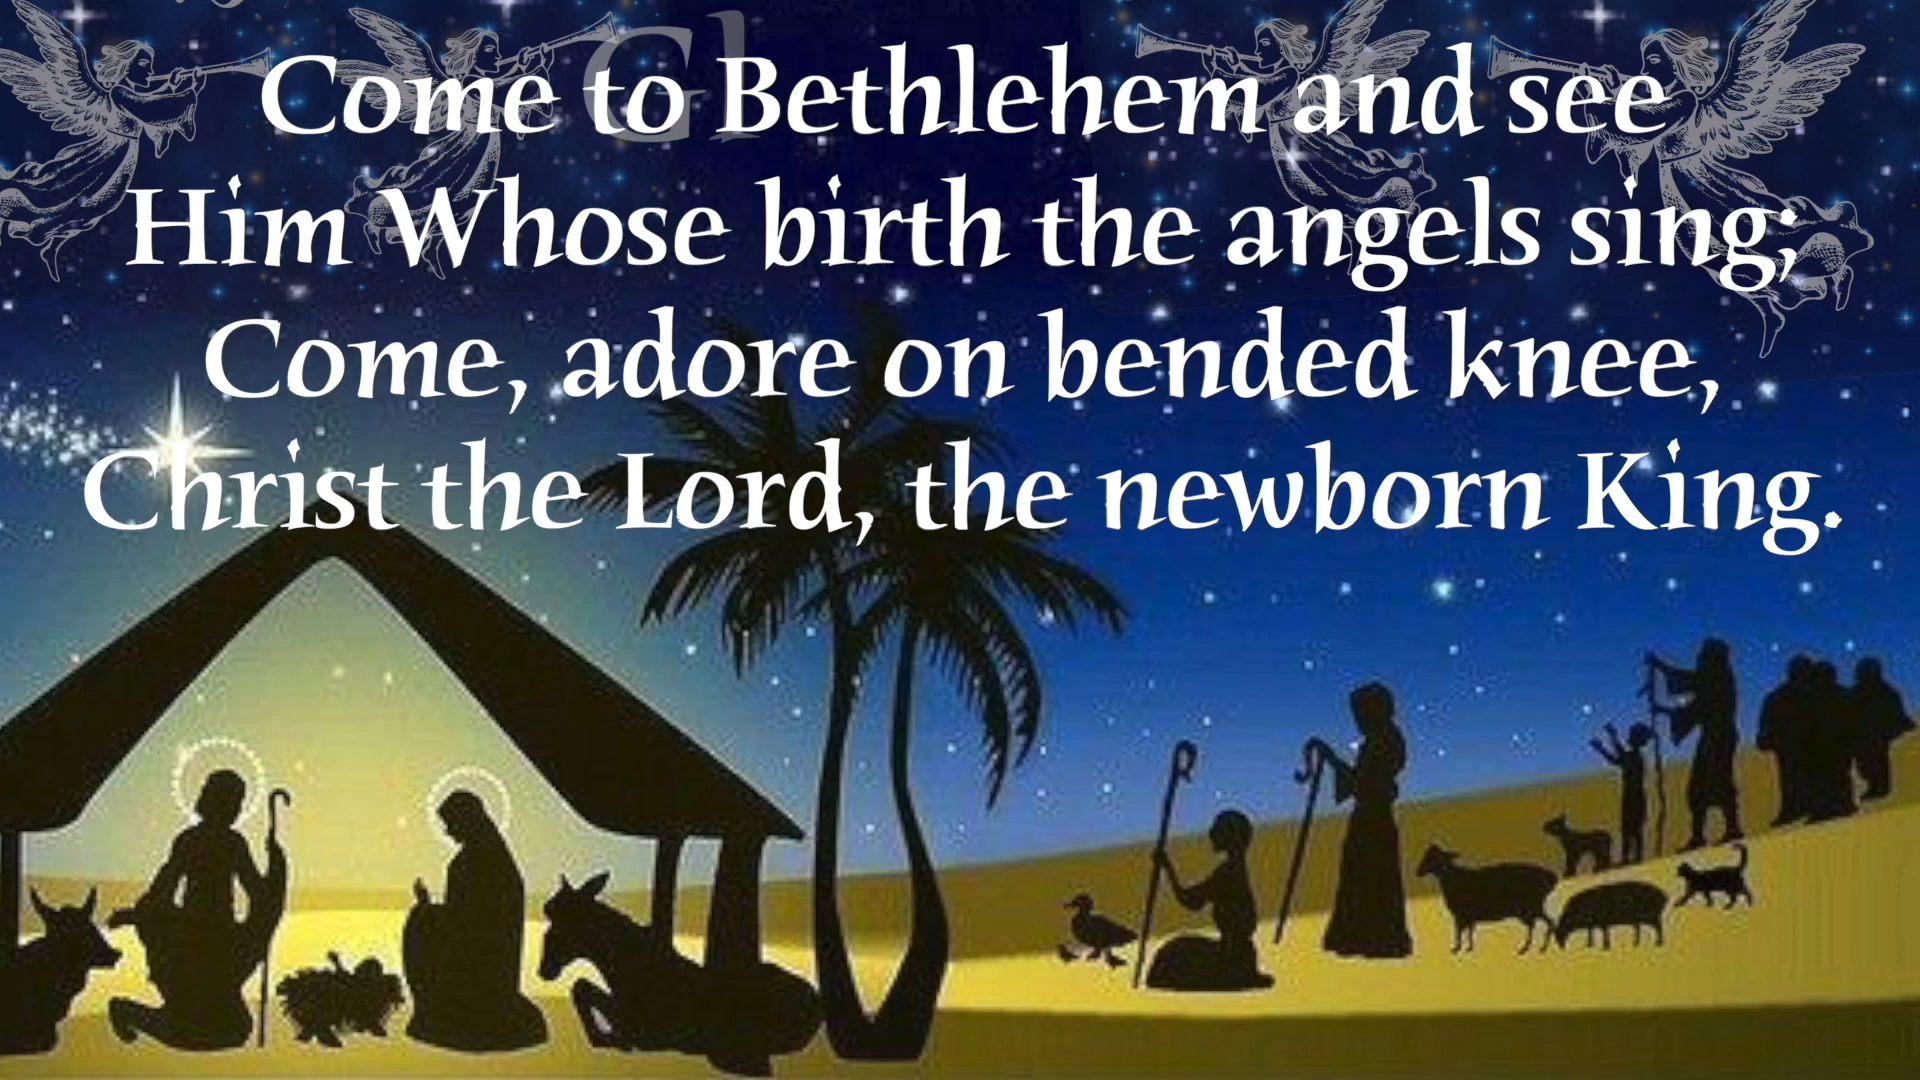 Gl
Come to Bethlehem and see
Him Whose birth the angels sing;
Come, adore on bended knee,
Christ the Lord, the newborn King.